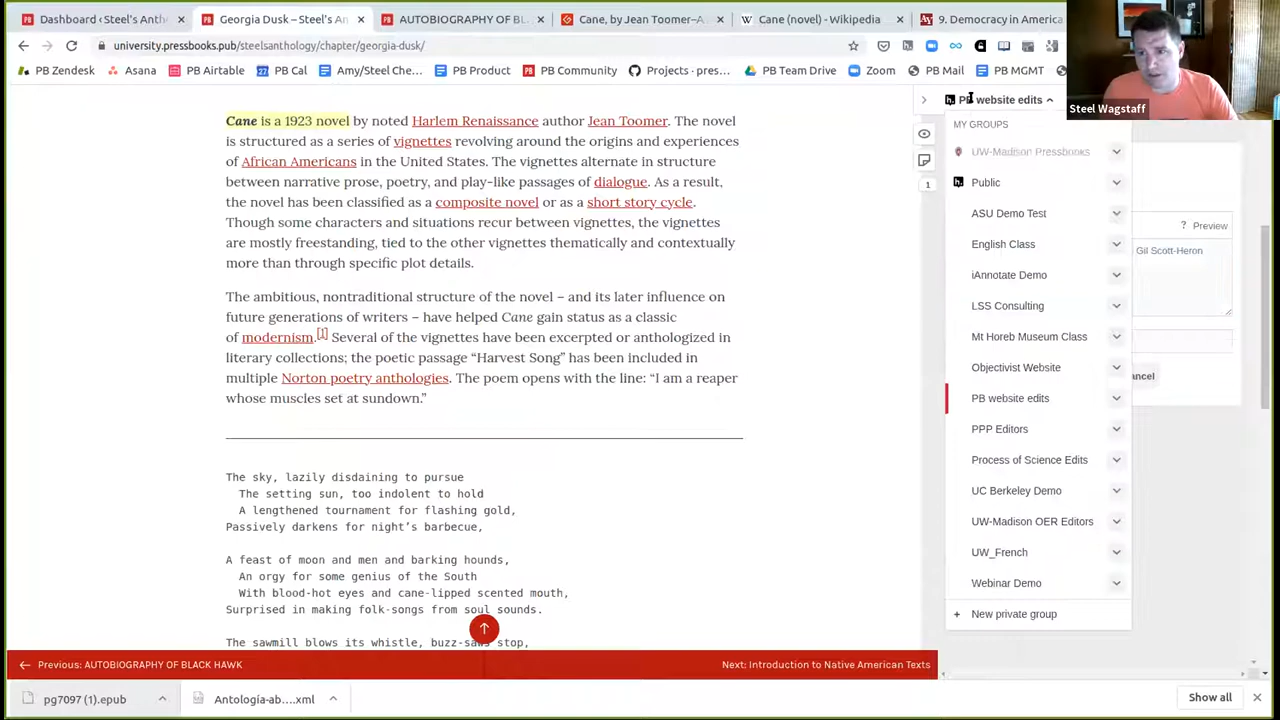 Dashboard ‹ Steel's Anth
Georgia Dusk – Steel's An
AUTOBIOGRAPHY OF BL
Cane, by Jean Toomer–A
Cane (novel) - Wikipedia
9. Democracy in America
university.pressbooks.pub/steelsanthology/chapter/georgia-dusk/
PB Zendesk
Asana
PB Airtable
PB Cal
Amy/Steel Che...
PB Product
PB Community
Projects · pres...
PB Team Drive
Zoom
PB Mail
PB MGMT
Steel Wagstaff
Cane is a 1923 novel by noted Harlem Renaissance author Jean Toomer. The novel
is structured as a series of vignettes revolving around the origins and experiences
of African Americans in the United States. The vignettes alternate in structure
between narrative prose, poetry, and play-like passages of dialogue. As a result,
the novel has been classified as a composite novel or as a short story cycle.
Though some characters and situations recur between vignettes, the vignettes
are mostly freestanding, tied to the other vignettes thematically and contextually
more than through specific plot details.
The ambitious, nontraditional structure of the novel – and its later influence on
future generations of writers – have helped Cane gain status as a classic
of modernism.[1] Several of the vignettes have been excerpted or anthologized in
literary collections; the poetic passage “Harvest Song” has been included in
multiple Norton poetry anthologies. The poem opens with the line: “I am a reaper
whose muscles set at sundown.”
The sky, lazily disdaining to pursue
The setting sun, too indolent to hold
A lengthened tournament for flashing gold,
Passively darkens for night’s barbecue,
A feast of moon and men and barking hounds,
An orgy for some genius of the South
With blood-hot eyes and cane-lipped scented mouth,
Surprised in making folk-songs from soul sounds.
The sawmill blows its whistle, buzz-saws stop,
PB website edits
MY GROUPS
UW-Madison Pressbooks
Public
ASU Demo Test
English Class
iAnnotate Demo
LSS Consulting
Mt Horeb Museum Class
Objectivist Website
PB website edits
PPP Editors
Process of Science Edits
UC Berkeley Demo
UW-Madison OER Editors
UW_French
Webinar Demo
+ New private group
1
? Preview
Gil Scott-Heron
ancel
← Previous: AUTOBIOGRAPHY OF BLACK HAWK
Next: Introduction to Native American Texts →
pg7097 (1).epub
Antología-ab....xml
Show all